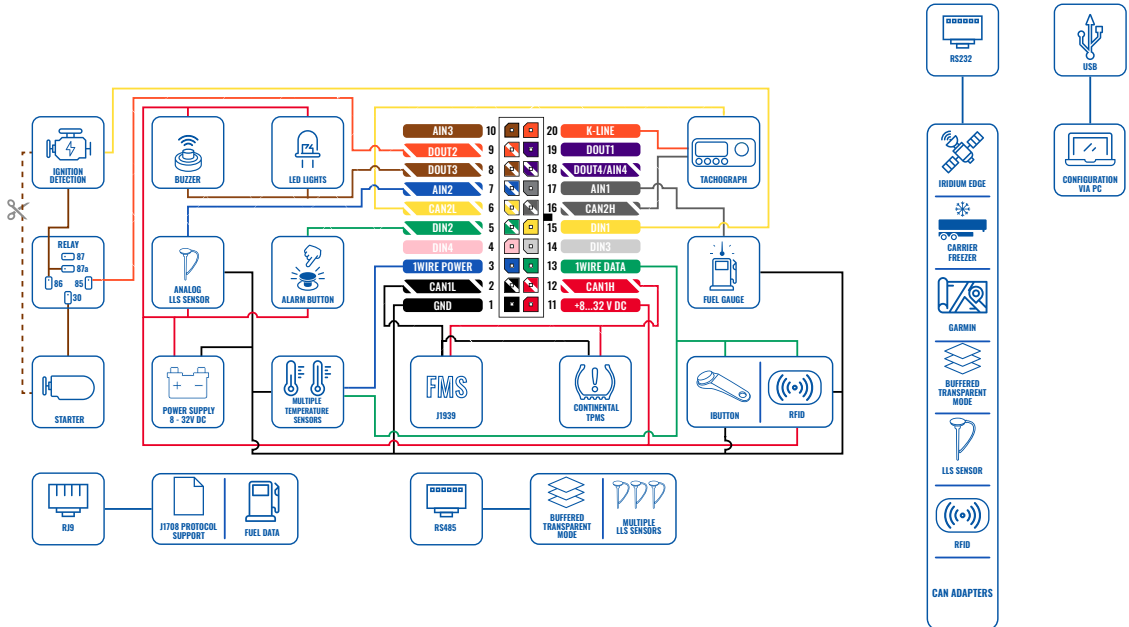 RS232
USB
IGNITION
DETECTION
BUZZER
LED LIGHTS
AIN3 10
DOUT2 9
DOUT3 8
AIN2 7
CAN2L 6
DIN2 5
DIN4 4
1WIRE POWER 3
CAN1L 2
GND 1
20 K-LINE
19 DOUT1
18 DOUT4/AIN4
17 AIN1
16 CAN2H
15 DIN1
14 DIN3
13 1WIRE DATA
12 CAN1H
11 +8...32 V DC
TACHOGRAPH
IRIDIUM EDGE
CONFIGURATION
VIA PC
RELAY
87
87a
86
85
30
ANALOG
LLS SENSOR
ALARM BUTTON
FUEL GAUGE
CARRIER
FREEZER
GARMIN
STARTER
POWER SUPPLY
8 - 32V DC
MULTIPLE
TEMPERATURE
SENSORS
FMS
J1939
CONTINENTAL
TPMS
IBUTTON
RFID
BUFFERED
TRANSPARENT
MODE
LLS SENSOR
RJ9
J1708 PROTOCOL
SUPPORT
FUEL DATA
RS485
BUFFERED
TRANSPARENT
MODE
MULTIPLE
LLS SENSORS
RFID
CAN ADAPTERS